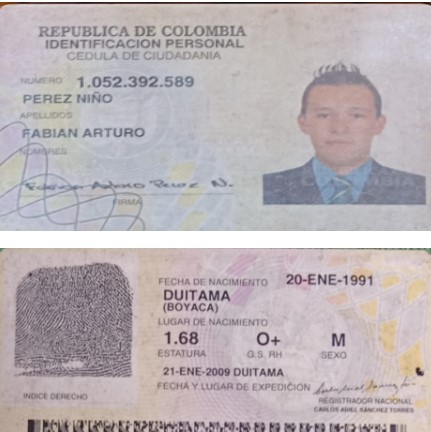 REPUBLICA DE COLOMBIA
IDENTIFICACION PERSONAL
CEDULA DE CIUDADANIA
NUMERO 1.052.392.589
PEREZ NIÑO
APELLIDOS
FABIAN ARTURO
NOMBRES
Fabian Arturo Perez N.
FIRMA
FECHA DE NACIMIENTO 20-ENE-1991
DUITAMA
(BOYACA)
LUGAR DE NACIMIENTO
1.68 O+ M
ESTATURA G.S. RH SEXO
21-ENE-2009 DUITAMA
FECHA Y LUGAR DE EXPEDICION
INDICE DERECHO
REGISTRADOR NACIONAL
CARLOS ARIEL SÁNCHEZ TORRES